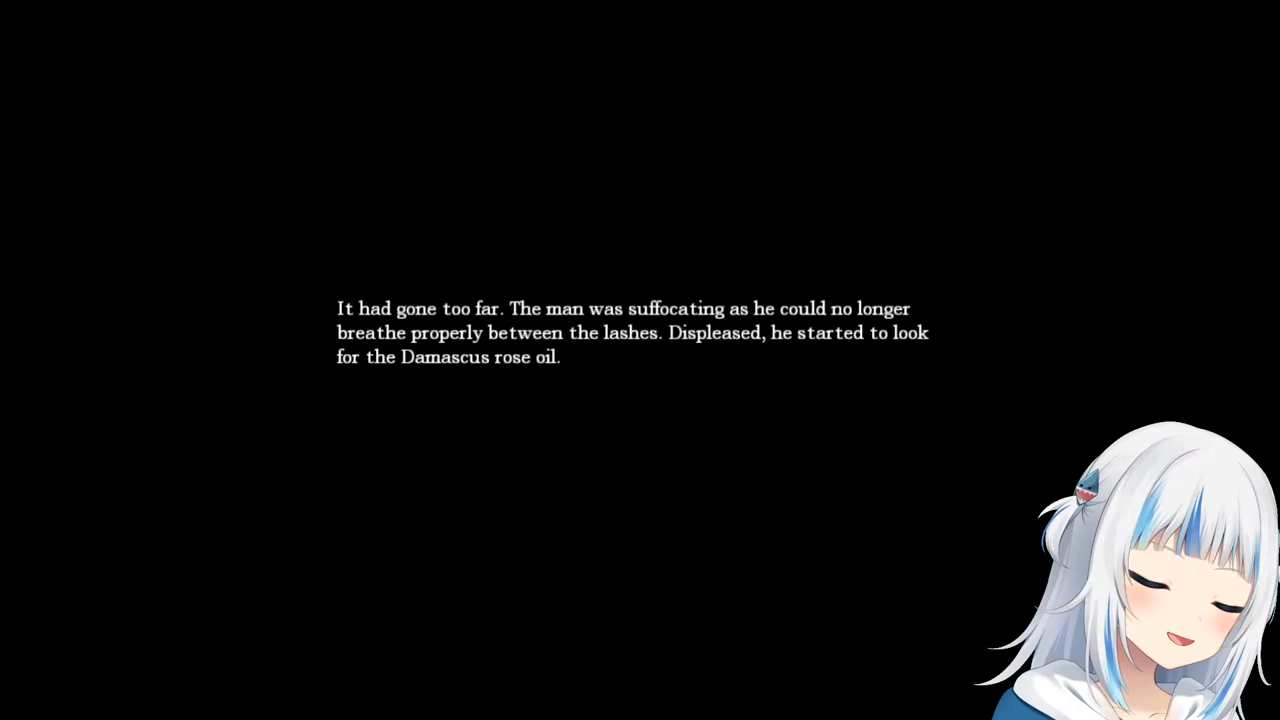 It had gone too far. The man was suffocating as he could no longer
breathe properly between the lashes. Displeased, he started to look
for the Damascus rose oil.